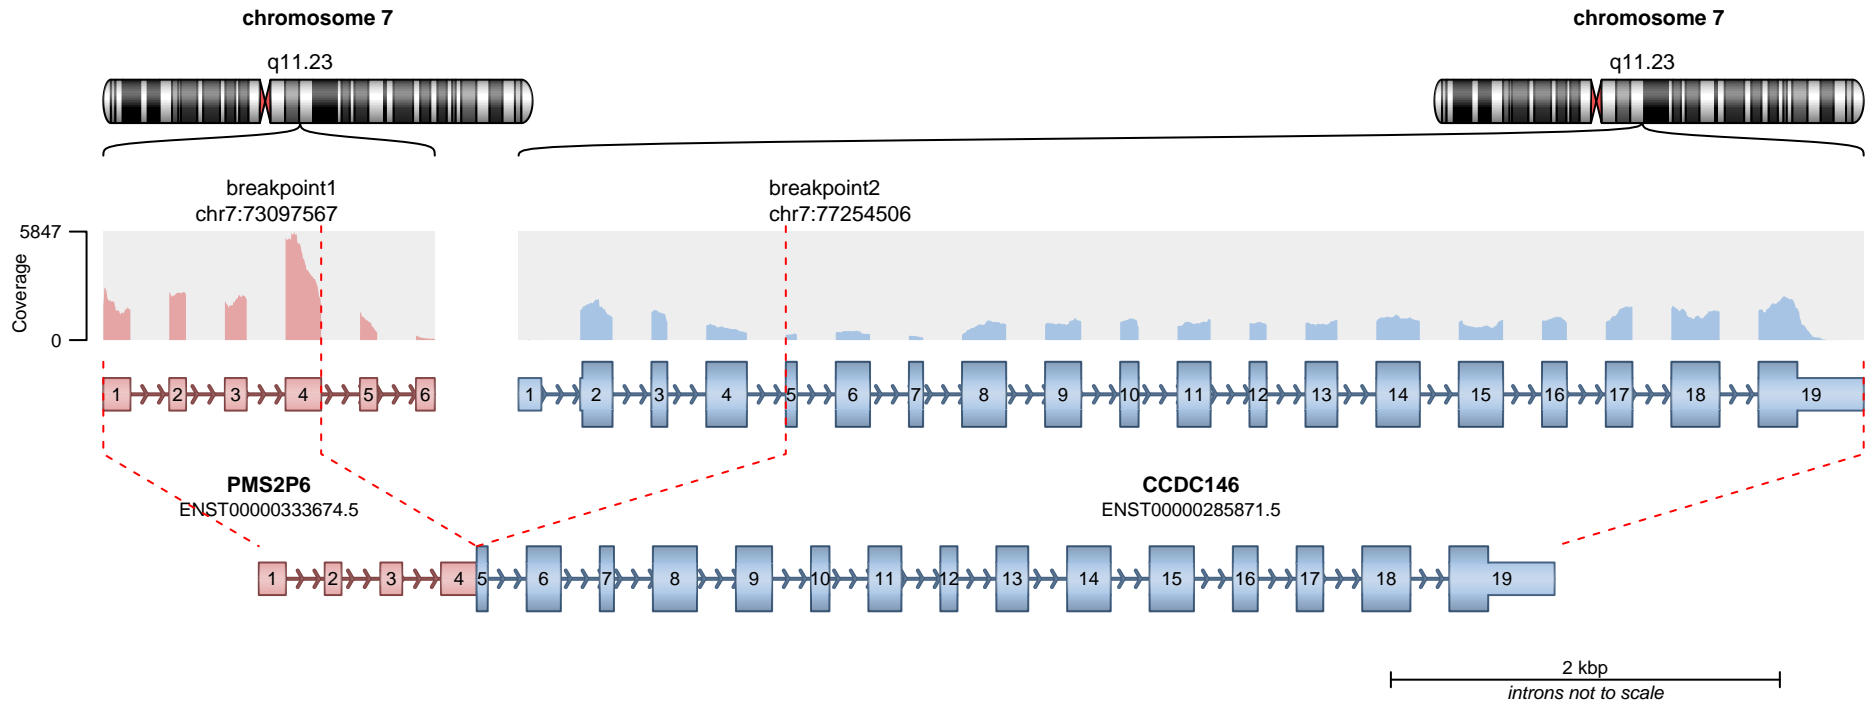 chromosome 7
chromosome 7
q11.23
q11.23
breakpoint1
chr7:73097567
breakpoint2
chr7:77254506
5847
Coverage
0
1 2 3 4 5 6
1 2 3 4 5 6 7 8 9 10 11 12 13 14 15 16 17 18 19
PMS2P6
ENST00000333674.5
CCDC146
ENST00000285871.5
1 2 3 4 5 6 7 8 9 10 11 12 13 14 15 16 17 18 19
2 kbp
introns not to scale